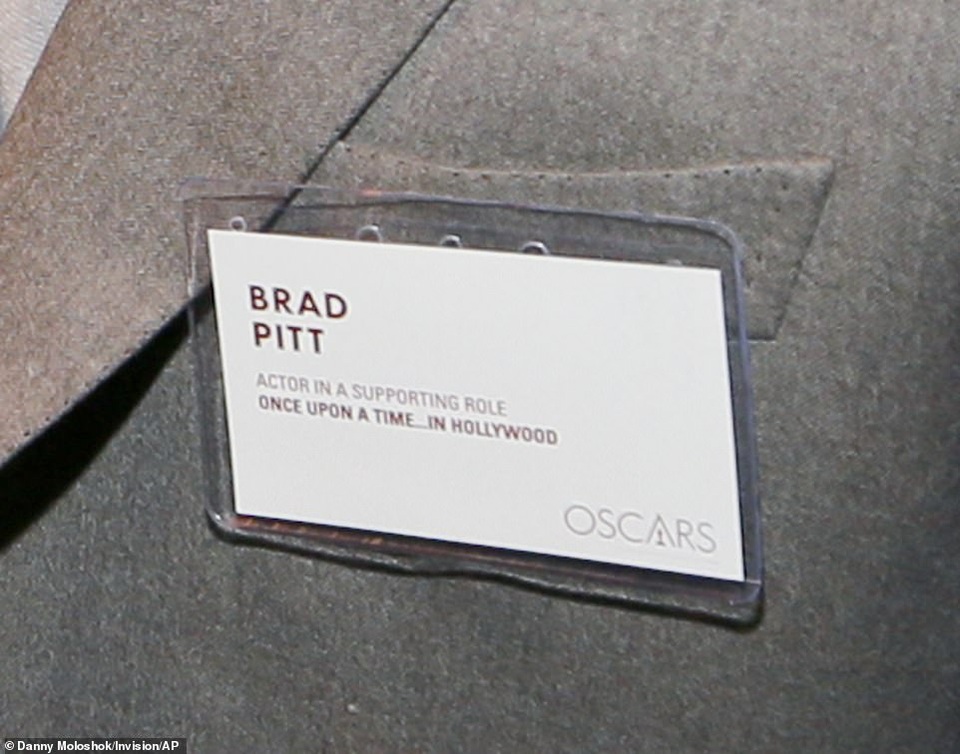 BRAD
PITT
ACTOR IN A SUPPORTING ROLE
ONCE UPON A TIME...IN HOLLYWOOD
OSCARS
© Danny Moloshok/Invision/AP